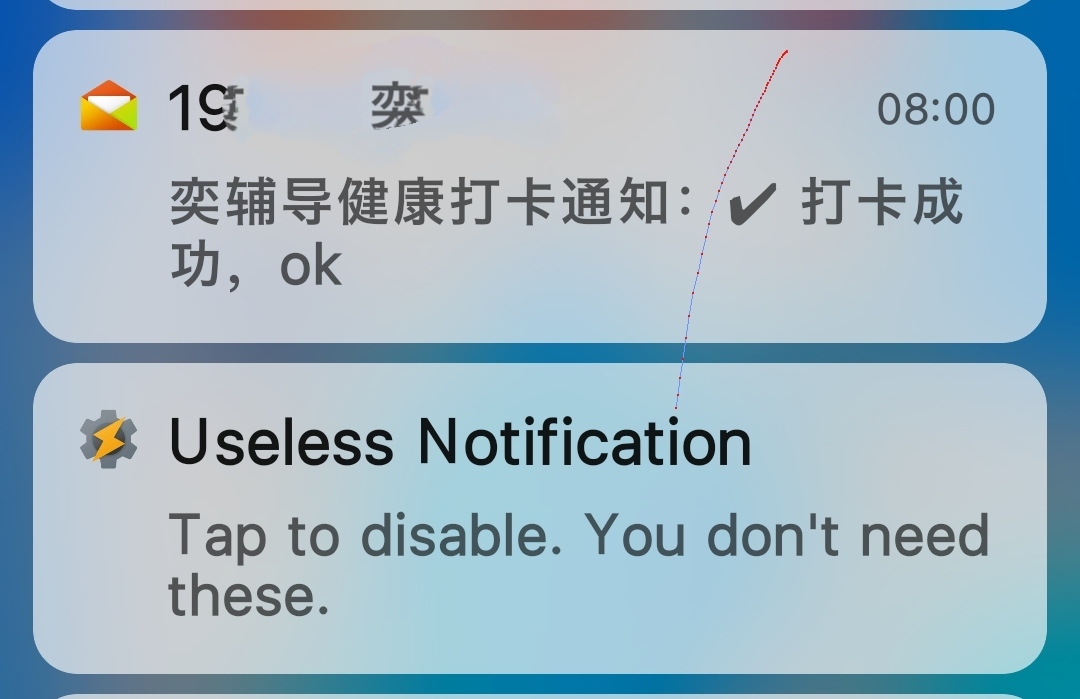 19 奕
08:00
奕辅导健康打卡通知：✔ 打卡成
功，ok
Useless Notification
Tap to disable. You don't need
these.